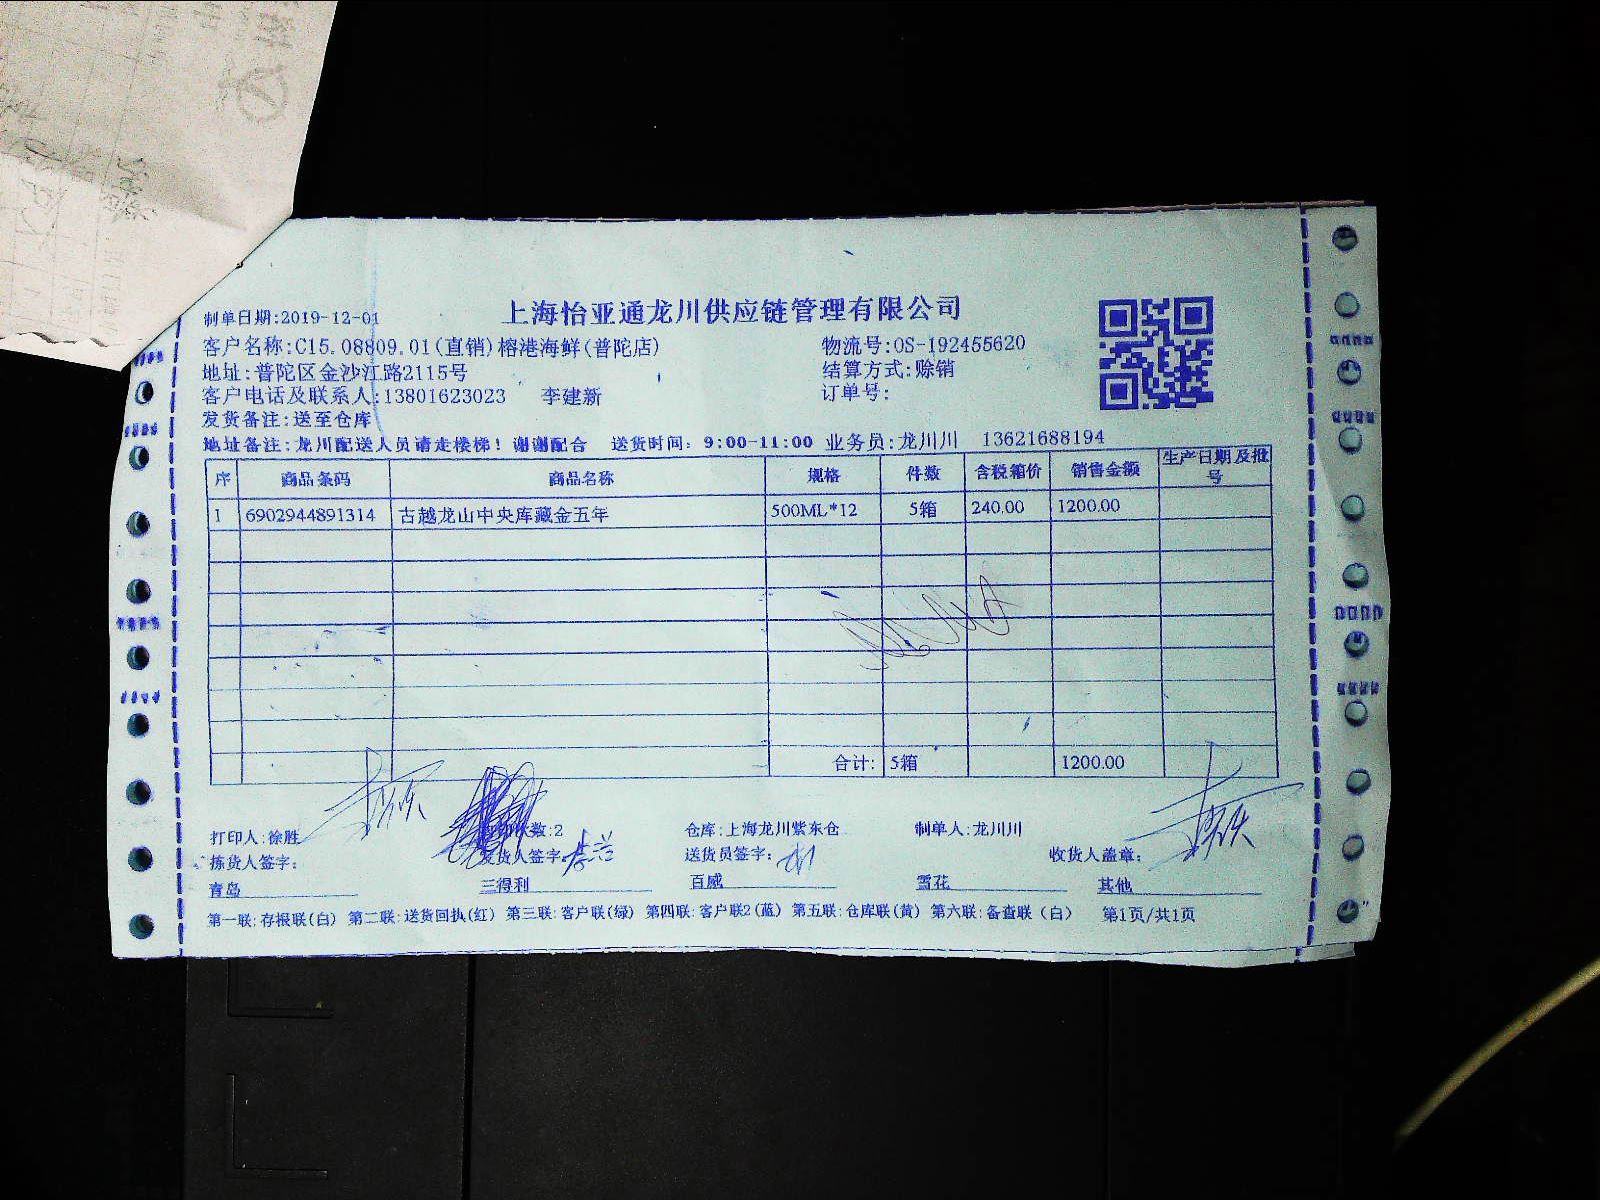 上海怡亚通龙川供应链管理有限公司
制单日期:2019-12-01
客户名称:C15.08809.01(直销)榕港海鲜(普陀店) 物流号:OS-192455620
地址:普陀区金沙江路2115号 结算方式:赊销
客户电话及联系人:13801623023 李建新 订单号:
发货备注:送至仓库
地址备注:龙川配送人员请走楼梯！谢谢配合 送货时间：9:00-11:00 业务员:龙川川 13621688194
序 商品条码 商品名称 规格 件数 含税箱价 销售金额 生产日期及批号
1 6902944891314 古越龙山中央库藏金五年 500ML*12 5箱 240.00 1200.00
合计: 5箱 1200.00
打印人:徐胜 数:2 仓库:上海龙川紫东仓 制单人:龙川川
拣货人签字: 发货人签字: 送货员签字: 收货人盖章:
青岛 三得利 百威 雪花 其他
第一联:存根联(白) 第二联:送货回执(红) 第三联:客户联(绿) 第四联:客户联2(蓝) 第五联:仓库联(黄) 第六联:备查联(白) 第1页/共1页